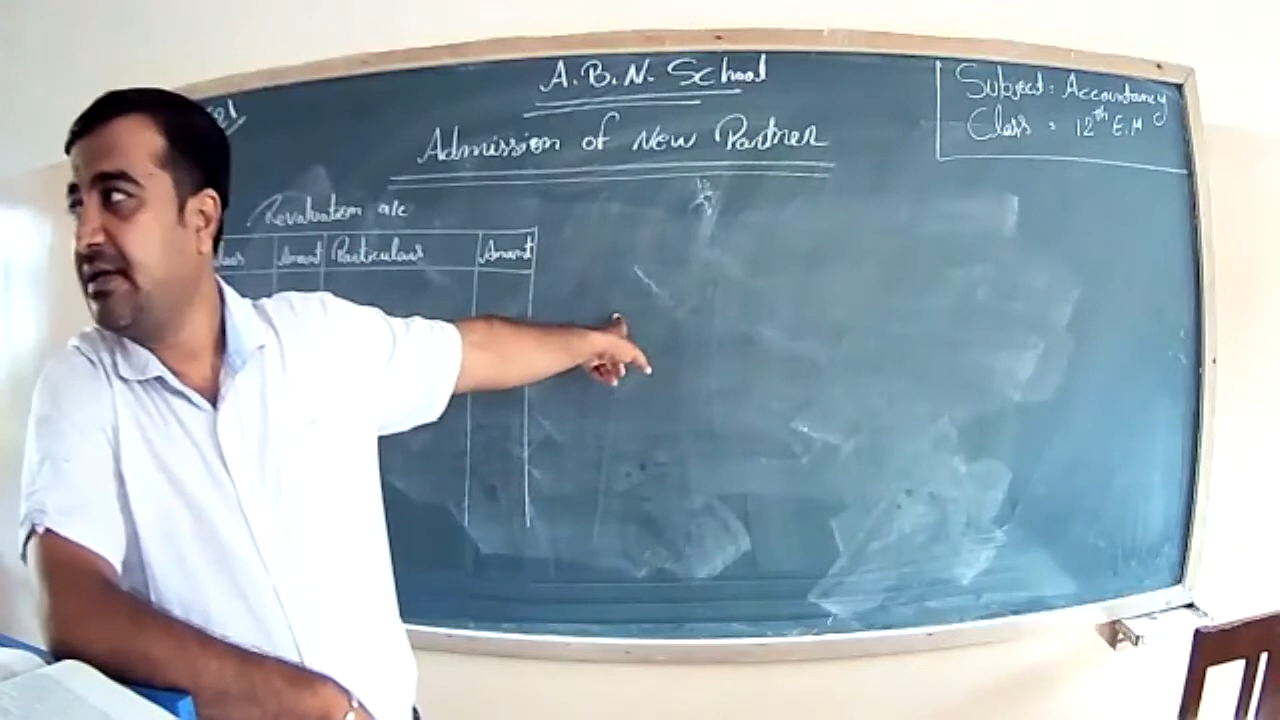 A.B.N. School
Subject: Accountancy
Class = 12th E.M
Admission of New Partner
Revaluation a/c
Amount Particulars Amount